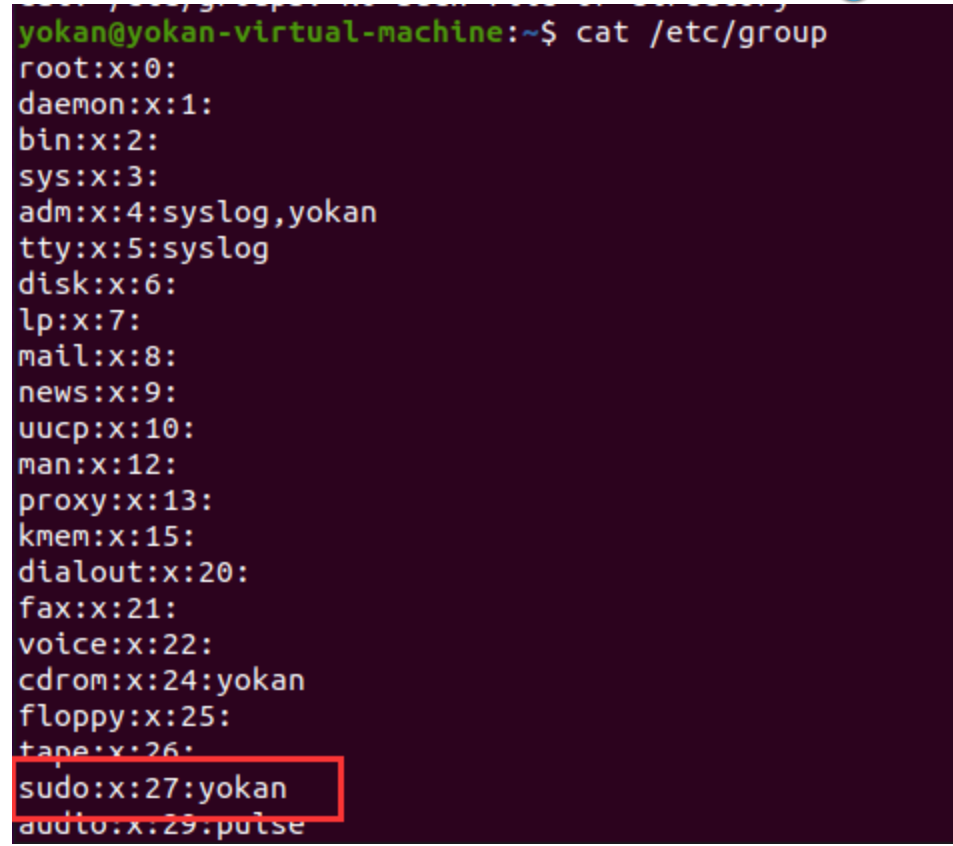 yokan@yokan-virtual-machine:~$ cat /etc/group
root:x:0:
daemon:x:1:
bin:x:2:
sys:x:3:
adm:x:4:syslog,yokan
tty:x:5:syslog
disk:x:6:
lp:x:7:
mail:x:8:
news:x:9:
uucp:x:10:
man:x:12:
proxy:x:13:
kmem:x:15:
dialout:x:20:
fax:x:21:
voice:x:22:
cdrom:x:24:yokan
floppy:x:25:
tape:x:26:
sudo:x:27:yokan
audio:x:29:pulse